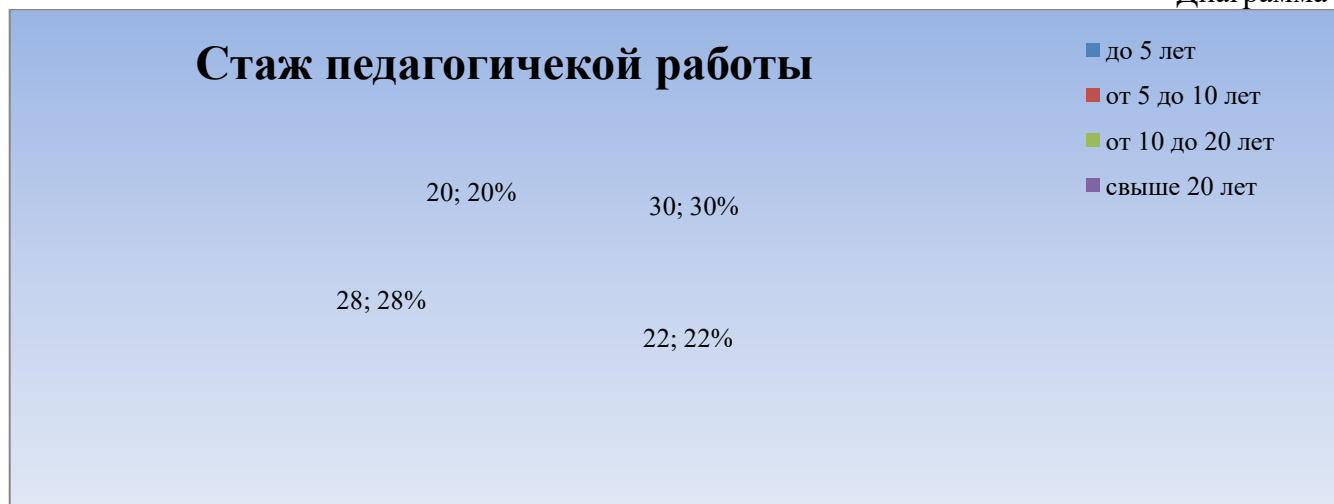 Диаграмма
Стаж педагогичекой работы
до 5 лет
от 5 до 10 лет
от 10 до 20 лет
свыше 20 лет
20; 20%
30; 30%
28; 28%
22; 22%